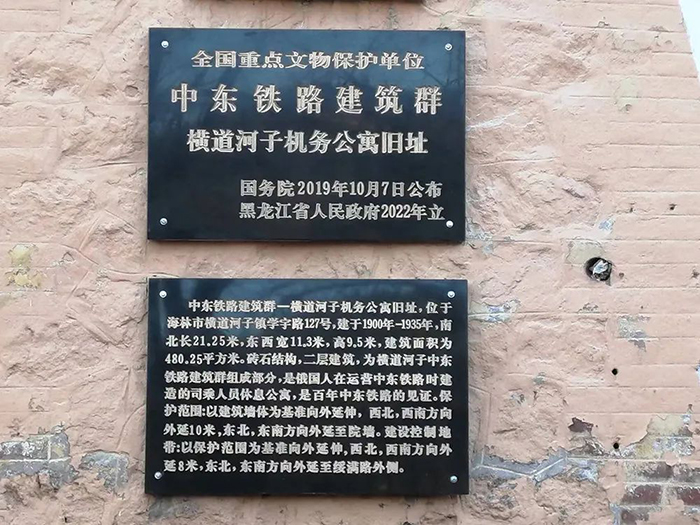 全国重点文物保护单位
中东铁路建筑群
横道河子机务公寓旧址
国务院2019年10月7日公布
黑龙江省人民政府2022年立
中东铁路建筑群—横道河子机务公寓旧址，位于
海林市横道河子镇学字路127号，建于1900年-1935年，南
北长21.25米，东西宽11.3米，高9.5米，建筑面积为
480.25平方米。砖石结构，二层建筑，为横道河子中东
铁路建筑群组成部分，是俄国人在运营中东铁路时建
造的司乘人员休息公寓，是百年中东铁路的见证。保
护范围：以建筑墙体为基准向外延伸，西北，西南方向
外延10米，东北，东南方向外延至院墙。建设控制地
带：以保护范围为基准向外延伸，西北，西南方向外
延8米，东北，东南方向外延至绥满路外侧。